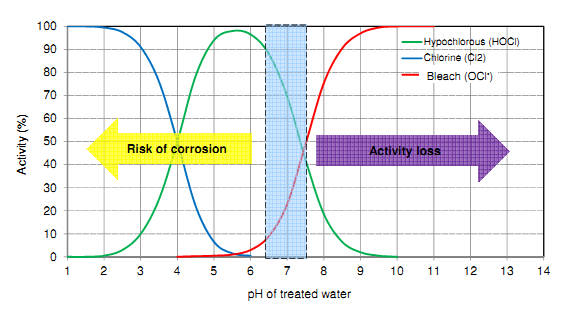 100
90
80
70
60
50
40
30
20
10
0
Activity (%)
Hypochlorous (HOCl)
Chlorine (Cl2)
Bleach (OCl-)
Risk of corrosion
Activity loss
1 2 3 4 5 6 7 8 9 10 11 12 13 14
pH of treated water